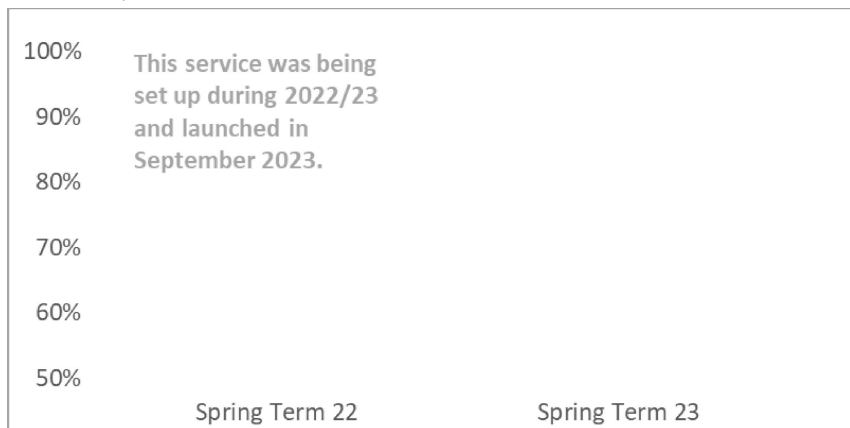 100%
This service was being
set up during 2022/23
90%
and launched in
September 2023.
80%
70%
60%
50%
Spring Term 22 Spring Term 23